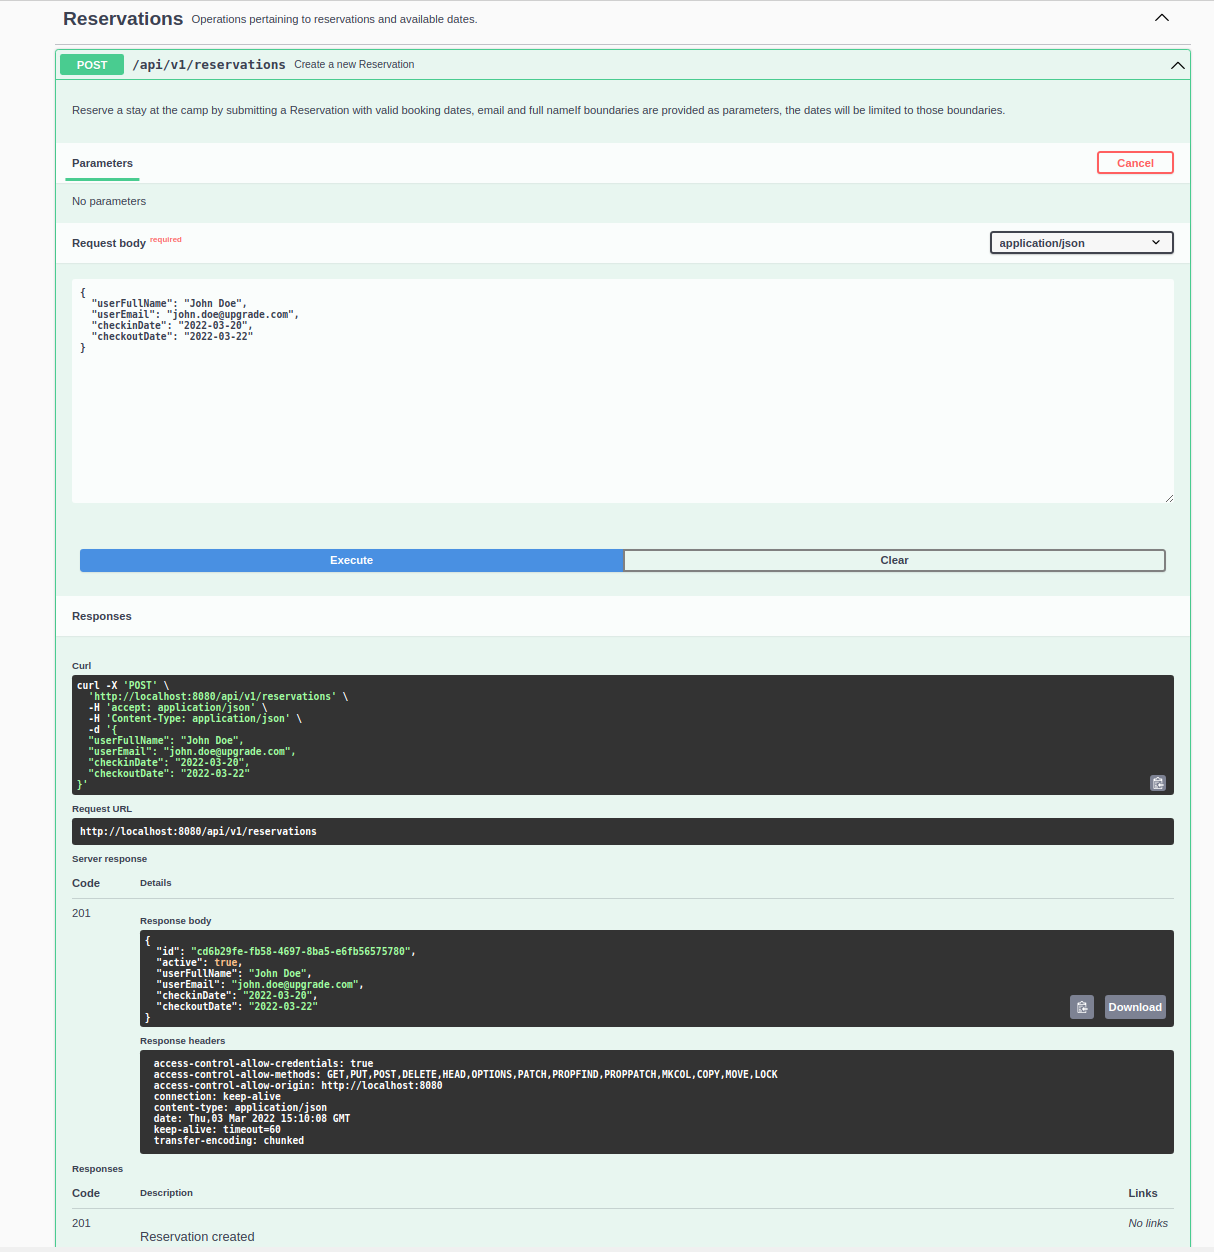 Reservations Operations pertaining to reservations and available dates.
POST /api/v1/reservations Create a new Reservation
Reserve a stay at the camp by submitting a Reservation with valid booking dates, email and full nameIf boundaries are provided as parameters, the dates will be limited to those boundaries.
Parameters
Cancel
No parameters
Request body required
application/json
{
  "userFullName": "John Doe",
  "userEmail": "john.doe@upgrade.com",
  "checkinDate": "2022-03-20",
  "checkoutDate": "2022-03-22"
}
Execute
Clear
Responses
Curl
curl -X 'POST' \
  'http://localhost:8080/api/v1/reservations' \
  -H 'accept: application/json' \
  -H 'Content-Type: application/json' \
  -d '{
  "userFullName": "John Doe",
  "userEmail": "john.doe@upgrade.com",
  "checkinDate": "2022-03-20",
  "checkoutDate": "2022-03-22"
}'
Request URL
http://localhost:8080/api/v1/reservations
Server response
Code Details
201
Response body
{
  "id": "cd6b29fe-fb58-4697-8ba5-e6fb56575780",
  "active": true,
  "userFullName": "John Doe",
  "userEmail": "john.doe@upgrade.com",
  "checkinDate": "2022-03-20",
  "checkoutDate": "2022-03-22"
}
Download
Response headers
access-control-allow-credentials: true
access-control-allow-methods: GET,PUT,POST,DELETE,HEAD,OPTIONS,PATCH,PROPFIND,PROPPATCH,MKCOL,COPY,MOVE,LOCK
access-control-allow-origin: http://localhost:8080
connection: keep-alive
content-type: application/json
date: Thu,03 Mar 2022 15:10:08 GMT
keep-alive: timeout=60
transfer-encoding: chunked
Responses
Code Description Links
201 No links
Reservation created